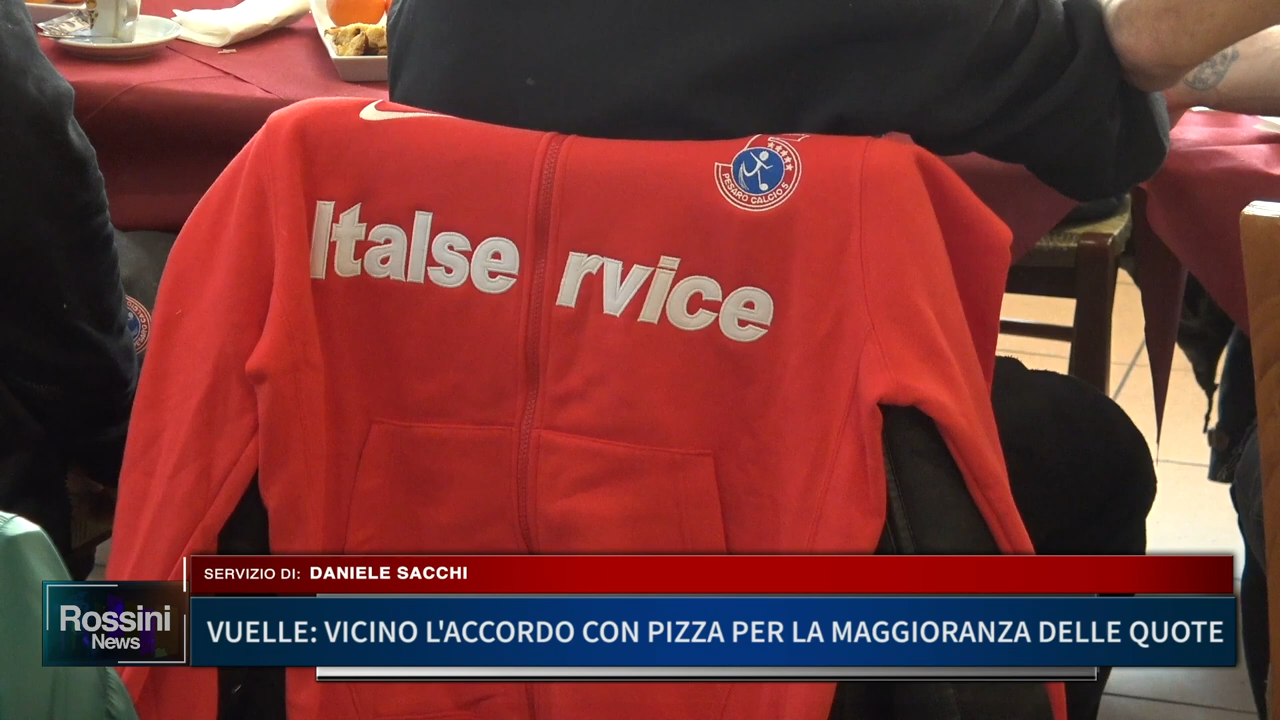 PESARO CALCIO 5
Italse rvice
SERVIZIO DI: DANIELE SACCHI
Rossini
News
VUELLE: VICINO L'ACCORDO CON PIZZA PER LA MAGGIORANZA DELLE QUOTE